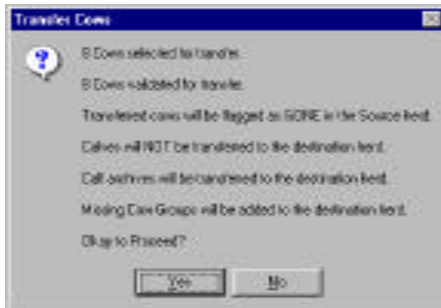 Transfer Cows
8 Cows selected for transfer.
8 Cows validated for transfer.
Transferred cows will be flagged as GONE in the Source herd.
Calves will NOT be transferred to the destination herd.
Calf archives will be transferred to the destination herd.
Missing Cow Groups will be added to the destination herd.
Okay to Proceed?
Yes
No